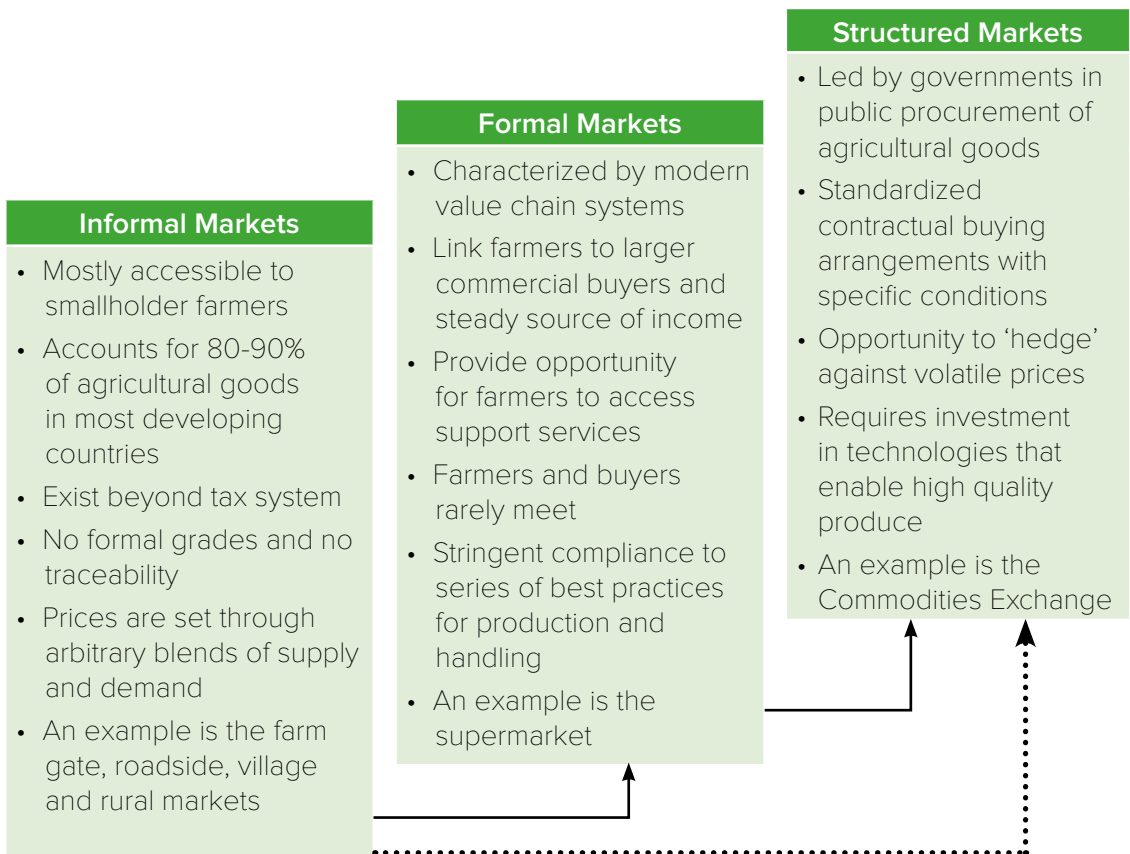 Informal Markets
• Mostly accessible to
smallholder farmers
• Accounts for 80-90%
of agricultural goods
in most developing
countries
• Exist beyond tax system
• No formal grades and no
traceability
• Prices are set through
arbitrary blends of supply
and demand
• An example is the farm
gate, roadside, village
and rural markets
Formal Markets
• Characterized by modern
value chain systems
• Link farmers to larger
commercial buyers and
steady source of income
• Provide opportunity
for farmers to access
support services
• Farmers and buyers
rarely meet
• Stringent compliance to
series of best practices
for production and
handling
• An example is the
supermarket
Structured Markets
• Led by governments in
public procurement of
agricultural goods
• Standardized
contractual buying
arrangements with
specific conditions
• Opportunity to ‘hedge’
against volatile prices
• Requires investment
in technologies that
enable high quality
produce
• An example is the
Commodities Exchange